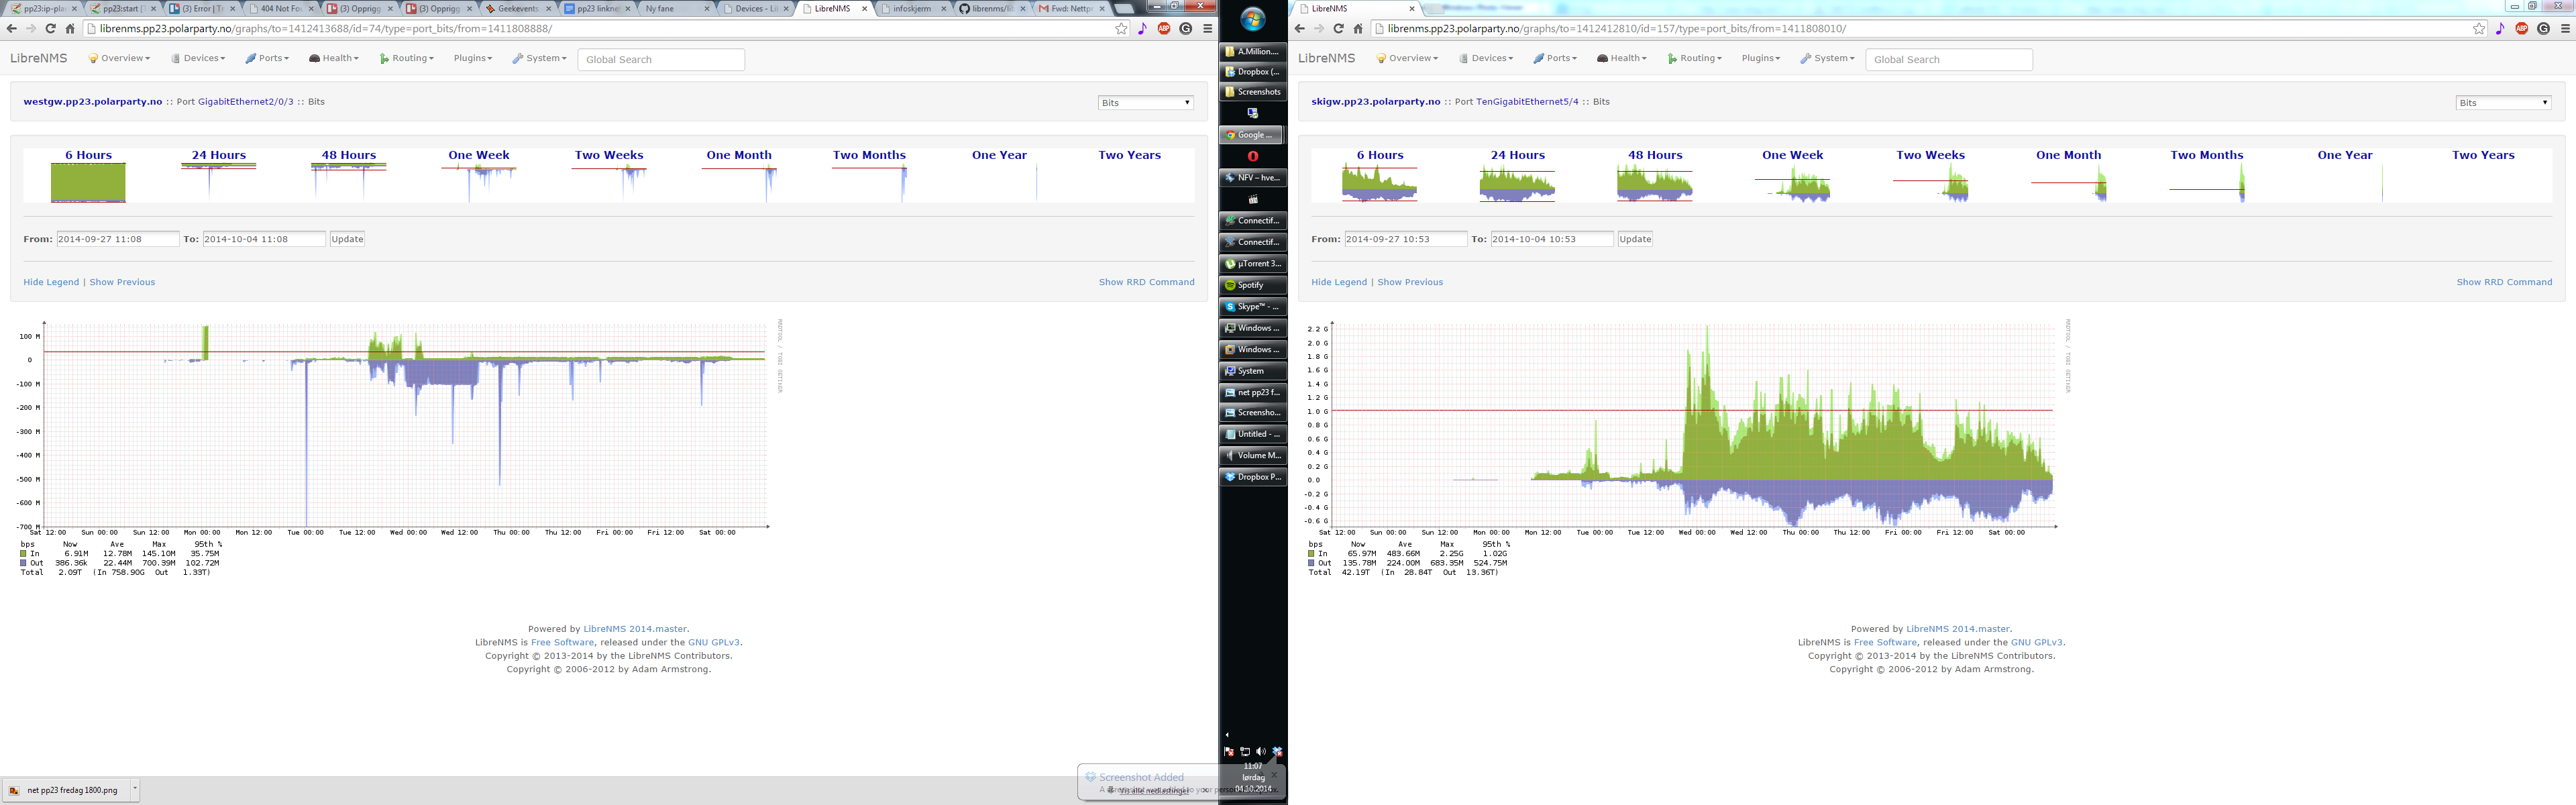 pp23:ip-plan
pp23:start [
(3) Error | Tr
404 Not Fou
(3) Opprigg
(3) Opprigg
Geekevents
pp23 linknet
Ny fane
Devices - Lib
LibreNMS
infoskjerm
librenms/lib
Fwd: Nettpr
librenms.pp23.polarparty.no/graphs/to=1412413688/id=74/type=port_bits/from=1411808888/
LibreNMS Overview Devices Ports Health Routing Plugins System Global Search
westgw.pp23.polarparty.no :: Port GigabitEthernet2/0/3 :: Bits
Bits
6 Hours 24 Hours 48 Hours One Week Two Weeks One Month Two Months One Year Two Years
From: 2014-09-27 11:08 To: 2014-10-04 11:08 Update
Hide Legend | Show Previous
Show RRD Command
RRDTOOL / TOBI OETIKER
100 M
0
-100 M
-200 M
-300 M
-400 M
-500 M
-600 M
-700 M
Sat 12:00 Sun 00:00 Sun 12:00 Mon 00:00 Mon 12:00 Tue 00:00 Tue 12:00 Wed 00:00 Wed 12:00 Thu 00:00 Thu 12:00 Fri 00:00 Fri 12:00 Sat 00:00
bps Now Ave Max 95th %
In 6.91M 12.78M 145.10M 35.75M
Out 386.36k 22.44M 700.39M 102.72M
Total 2.09T (In 758.90G Out 1.33T)
Powered by LibreNMS 2014.master.
LibreNMS is Free Software, released under the GNU GPLv3.
Copyright © 2013-2014 by the LibreNMS Contributors.
Copyright © 2006-2012 by Adam Armstrong.
net pp23 fredag 1800.png
Screenshot Added
Vis alle nedlastinger
A.Million....
Dropbox (...
Screenshots
Google ...
NFV – hve...
Connectif...
Connectif...
µTorrent 3...
Spotify
Skype™ - ...
Windows ...
Windows ...
System
net pp23 f...
Screensho...
Untitled - ...
Volume M...
Dropbox P...
11:07
lørdag
04.10.2014
LibreNMS
librenms.pp23.polarparty.no/graphs/to=1412412810/id=157/type=port_bits/from=1411808010/
LibreNMS Overview Devices Ports Health Routing Plugins System Global Search
skigw.pp23.polarparty.no :: Port TenGigabitEthernet5/4 :: Bits
Bits
6 Hours 24 Hours 48 Hours One Week Two Weeks One Month Two Months One Year Two Years
From: 2014-09-27 10:53 To: 2014-10-04 10:53 Update
Hide Legend | Show Previous
Show RRD Command
RRDTOOL / TOBI OETIKER
2.2 G
2.0 G
1.8 G
1.6 G
1.4 G
1.2 G
1.0 G
0.8 G
0.6 G
0.4 G
0.2 G
0.0
-0.2 G
-0.4 G
-0.6 G
Sat 12:00 Sun 00:00 Sun 12:00 Mon 00:00 Mon 12:00 Tue 00:00 Tue 12:00 Wed 00:00 Wed 12:00 Thu 00:00 Thu 12:00 Fri 00:00 Fri 12:00 Sat 00:00
bps Now Ave Max 95th %
In 65.97M 483.66M 2.25G 1.02G
Out 135.78M 224.00M 683.35M 524.75M
Total 42.19T (In 28.84T Out 13.36T)
Powered by LibreNMS 2014.master.
LibreNMS is Free Software, released under the GNU GPLv3.
Copyright © 2013-2014 by the LibreNMS Contributors.
Copyright © 2006-2012 by Adam Armstrong.